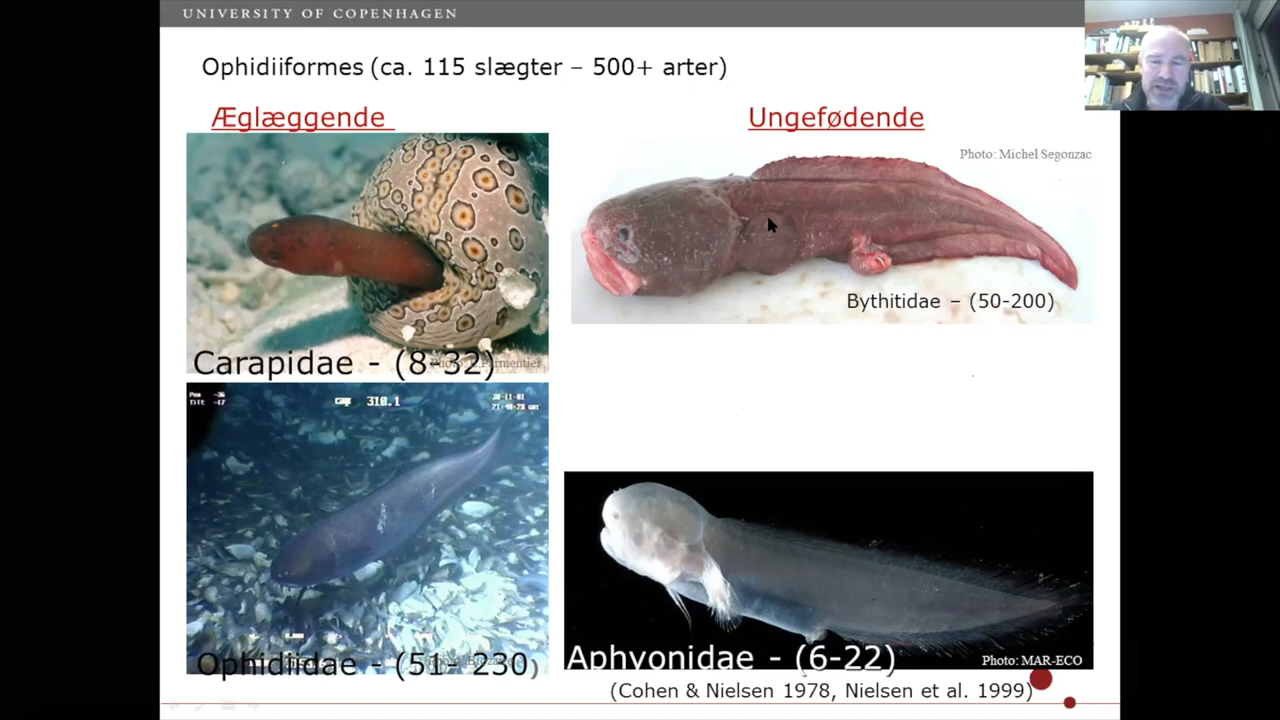 UNIVERSITY OF COPENHAGEN
Ophidiiformes (ca. 115 slægter – 500+ arter)
Æglæggende
Ungefødende
Photo: Michel Segonzac
Bythitidae – (50-200)
Carapidae - (8-32)
Parmentier
310.1
Ophidiidae - (51- 230)
Aphyonidae - (6-22)
Photo: MAR-ECO
(Cohen & Nielsen 1978, Nielsen et al. 1999)